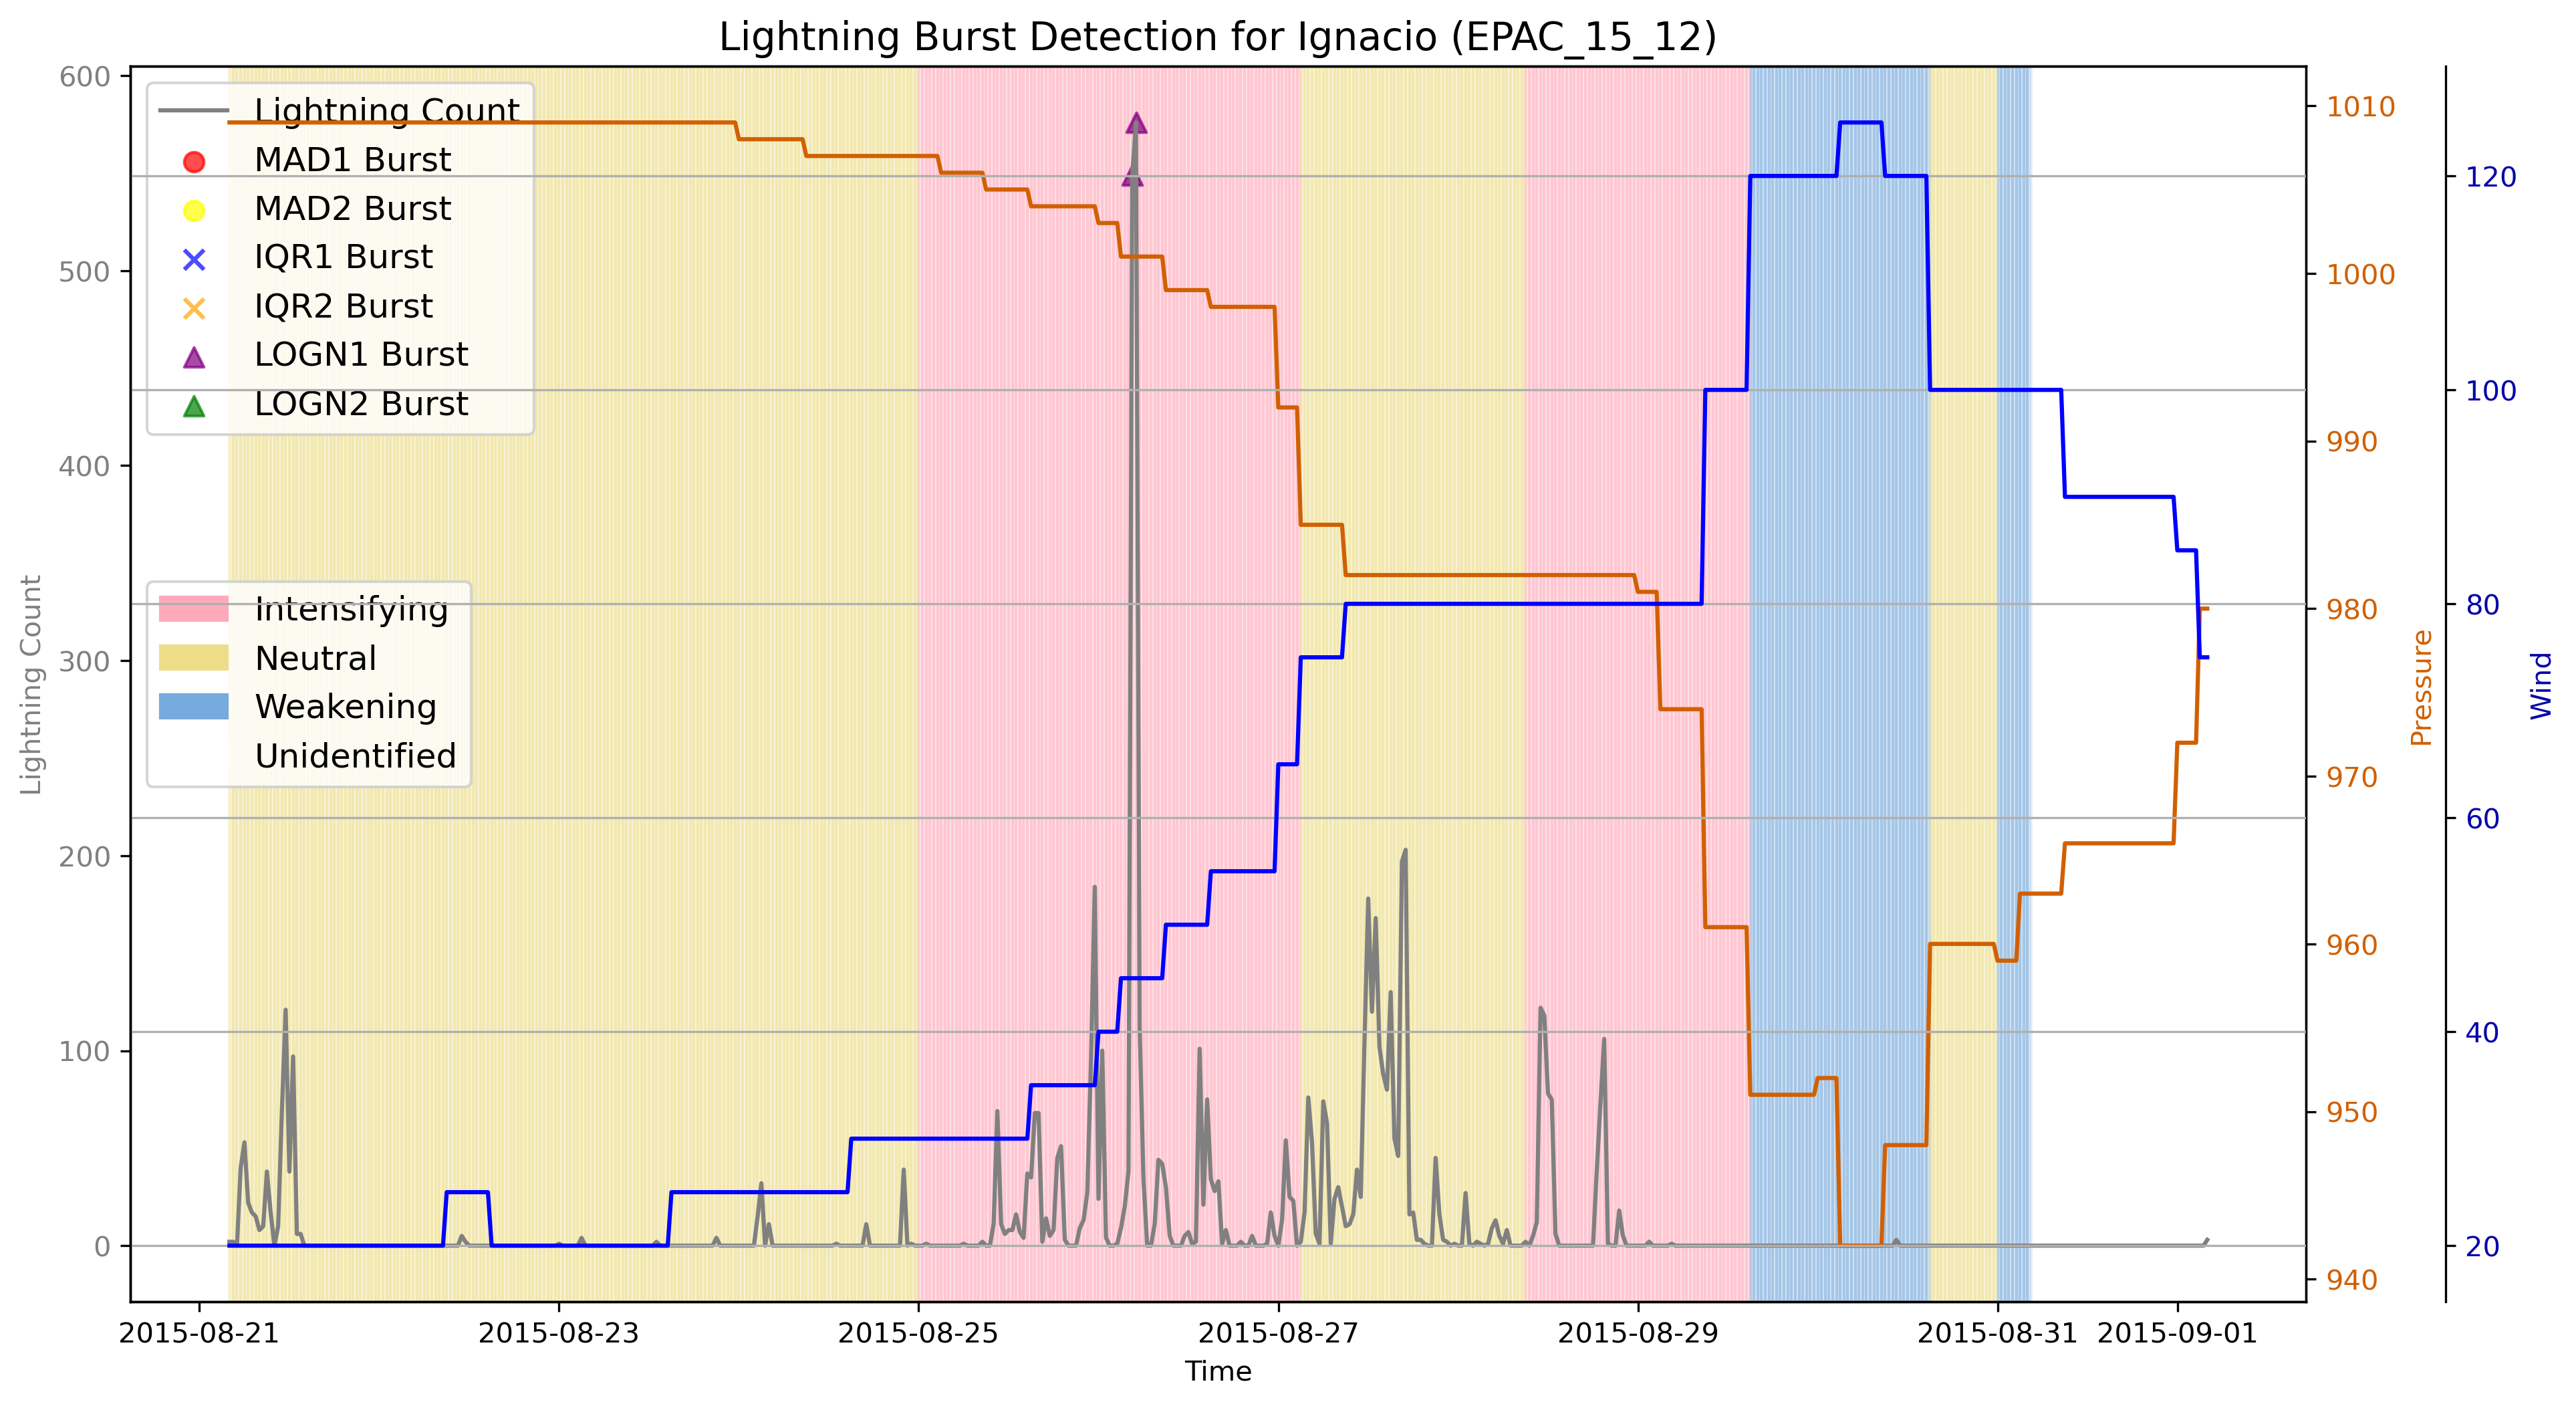 Lightning Burst Detection for Ignacio (EPAC_15_12)
Lightning Count
MAD1 Burst
MAD2 Burst
IQR1 Burst
IQR2 Burst
LOGN1 Burst
LOGN2 Burst
Intensifying
Neutral
Weakening
Unidentified
600
500
400
300
200
100
0
Lightning Count
1010
1000
990
980
970
960
950
940
Pressure
120
100
80
60
40
20
Wind
2015-08-21
2015-08-23
2015-08-25
2015-08-27
2015-08-29
2015-08-31
2015-09-01
Time